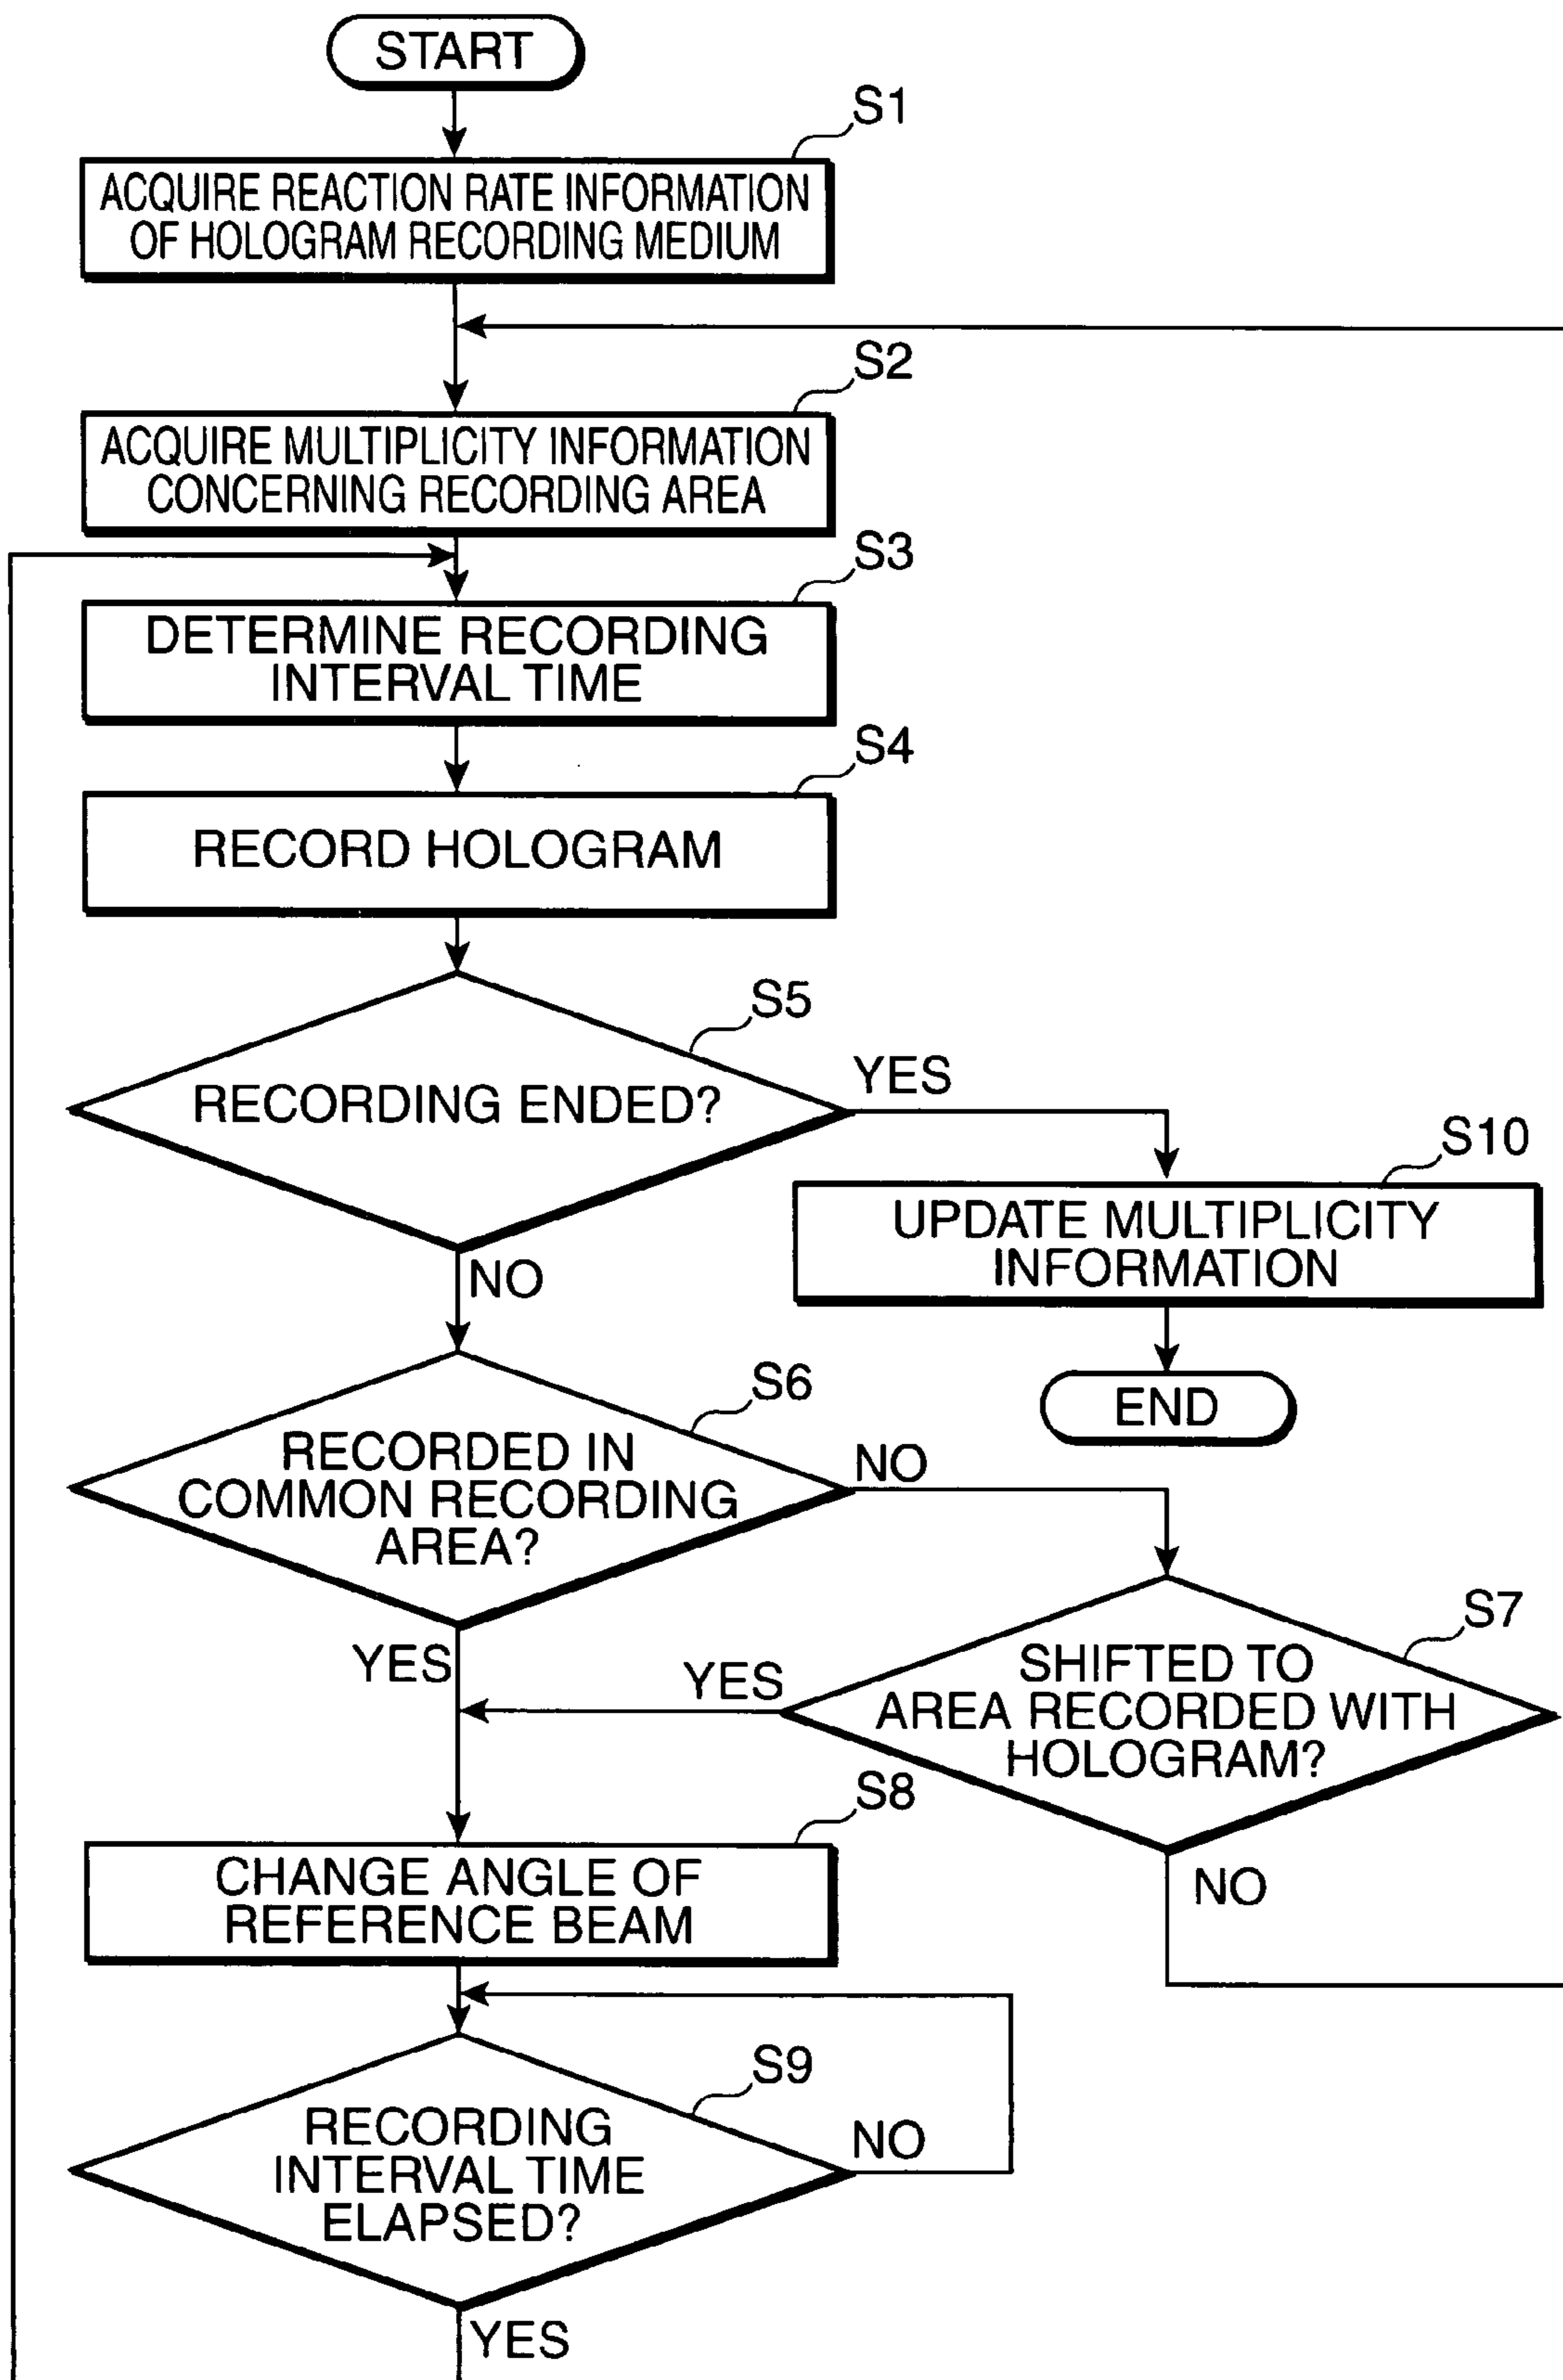 START
S1
ACQUIRE REACTION RATE INFORMATION
OF HOLOGRAM RECORDING MEDIUM
S2
ACQUIRE MULTIPLICITY INFORMATION
CONCERNING RECORDING AREA
S3
DETERMINE RECORDING
INTERVAL TIME
S4
RECORD HOLOGRAM
S5
RECORDING ENDED?
YES
NO
S10
UPDATE MULTIPLICITY
INFORMATION
END
S6
RECORDED IN
COMMON RECORDING
AREA?
NO
YES
S7
SHIFTED TO
AREA RECORDED WITH
HOLOGRAM?
YES
NO
S8
CHANGE ANGLE OF
REFERENCE BEAM
S9
RECORDING
INTERVAL TIME
ELAPSED?
NO
YES